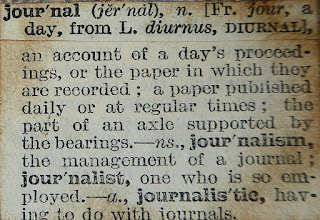 jour'nal (jĕr'năl), n. [Fr. jour, a
day, from L. diurnus, DIURNAL],
an account of a day's proceed-
ings, or the paper in which they
are recorded; a paper published
daily or at regular times; the
part of an axle supported by
the bearings.—ns., jour'nalism,
the management of a journal;
jour'nalist, one who is so em-
ployed.—a., journalis'tic, hav-
ing to do with journals.